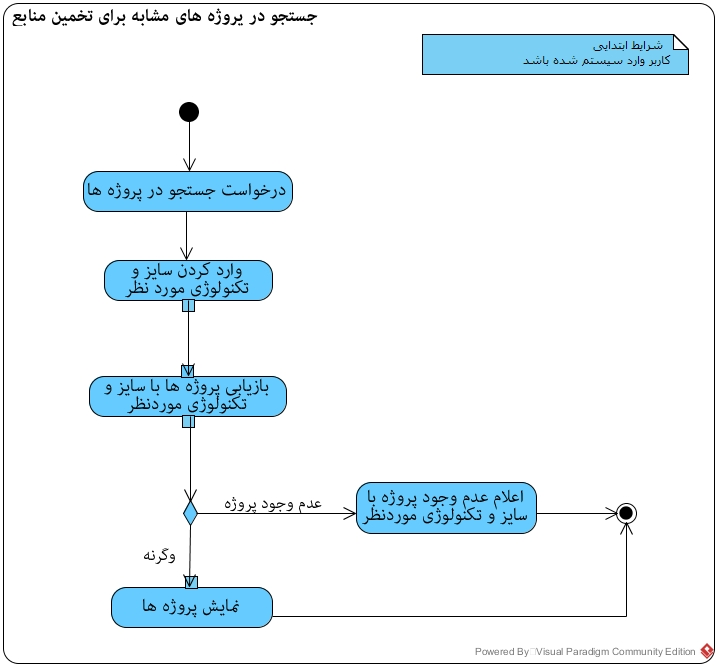 جستجو در پروژه های مشابه برای تخمین منابع
شرایط ابتدایی
کاربر وارد سیستم شده باشد
درخواست جستجو در پروژه ها
وارد کردن سایز و
تکنولوژی مورد نظر
بازیابی پروژه ها با سایز و
تکنولوژی موردنظر
عدم وجود پروژه
اعلام عدم وجود پروژه با
سایز و تکنولوژی موردنظر
وگرنه
نمایش پروژه ها
Powered By Visual Paradigm Community Edition